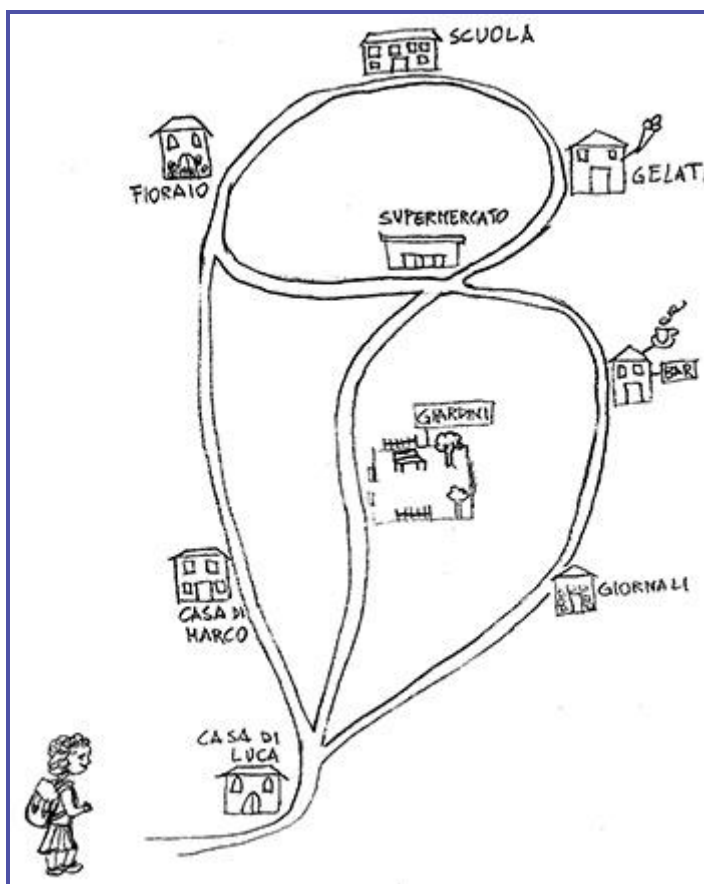 SCUOLA
FIORAIO
GELATI
SUPERMERCATO
BAR
GIARDINI
GIORNALI
CASA DI
MARCO
CASA DI
LUCA